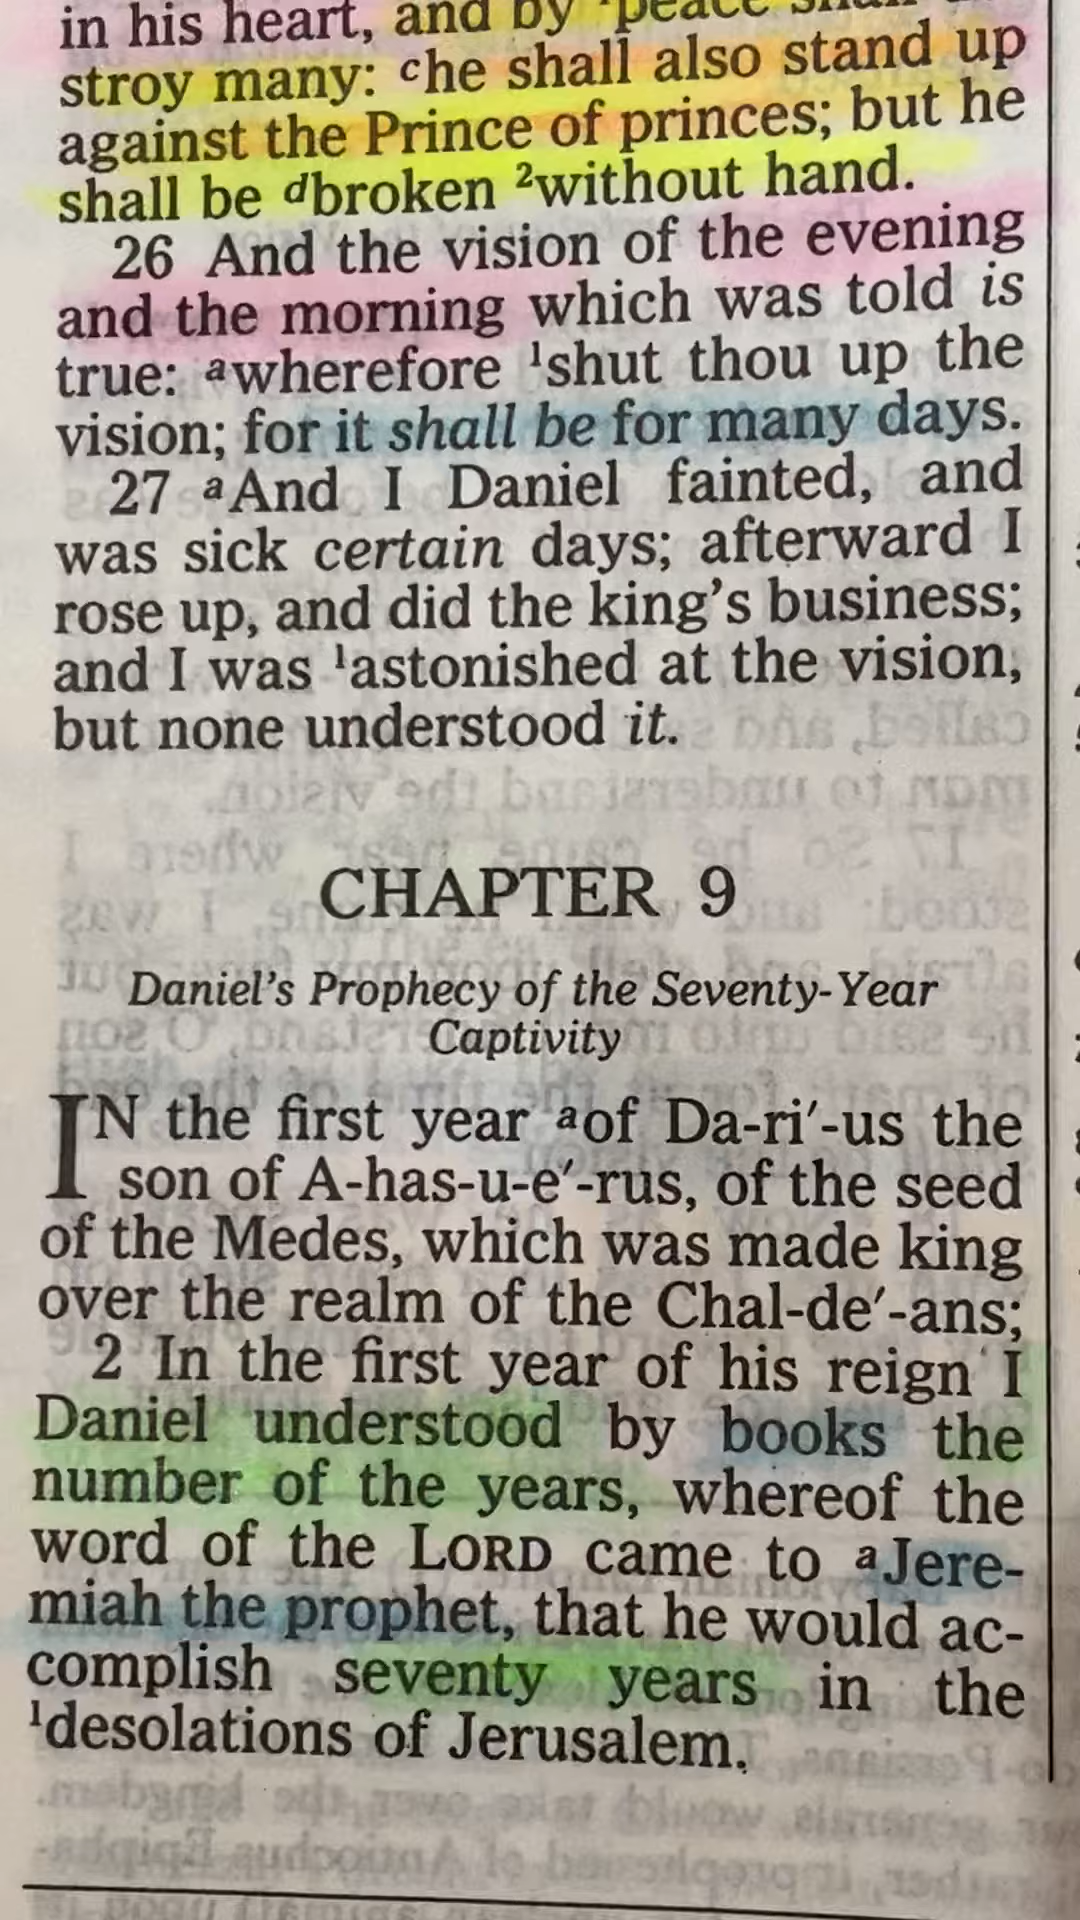 in his heart, and by peace shall
stroy many: ᶜhe shall also stand up
against the Prince of princes; but he
shall be ᵈbroken ²without hand.
26 And the vision of the evening
and the morning which was told is
true: ᵃwherefore ¹shut thou up the
vision; for it shall be for many days.
27 ᵃAnd I Daniel fainted, and
was sick certain days; afterward I
rose up, and did the king's business;
and I was ¹astonished at the vision,
but none understood it.
CHAPTER 9
Daniel's Prophecy of the Seventy-Year
Captivity
IN the first year ᵃof Da-ri′-us the
son of A-has-u-e′-rus, of the seed
of the Medes, which was made king
over the realm of the Chal-de′-ans;
2 In the first year of his reign I
Daniel understood by books the
number of the years, whereof the
word of the LORD came to ᵃJere-
miah the prophet, that he would ac-
complish seventy years in the
¹desolations of Jerusalem.